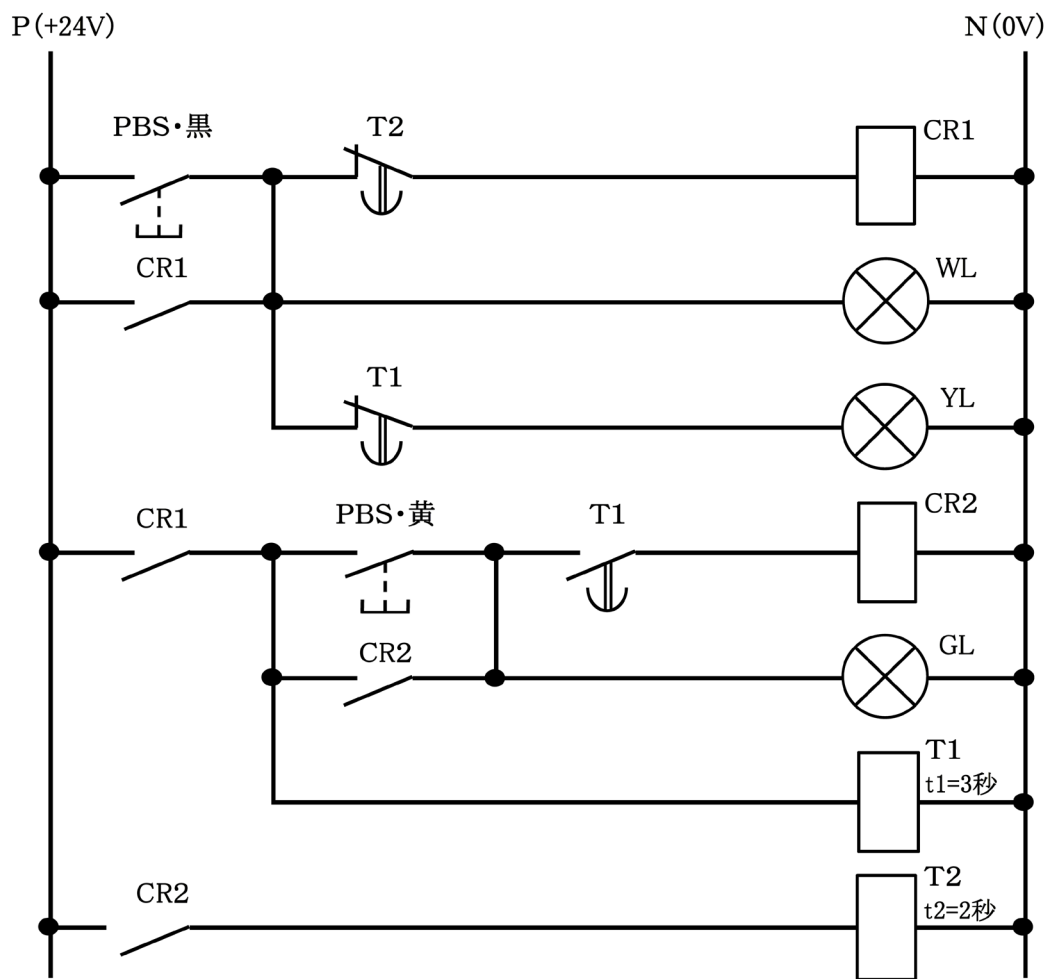 P(+24V)
N(0V)
PBS・黒
T2
CR1
CR1
WL
T1
YL
CR1
PBS・黄
T1
CR2
CR2
GL
T1
t1=3秒
CR2
T2
t2=2秒